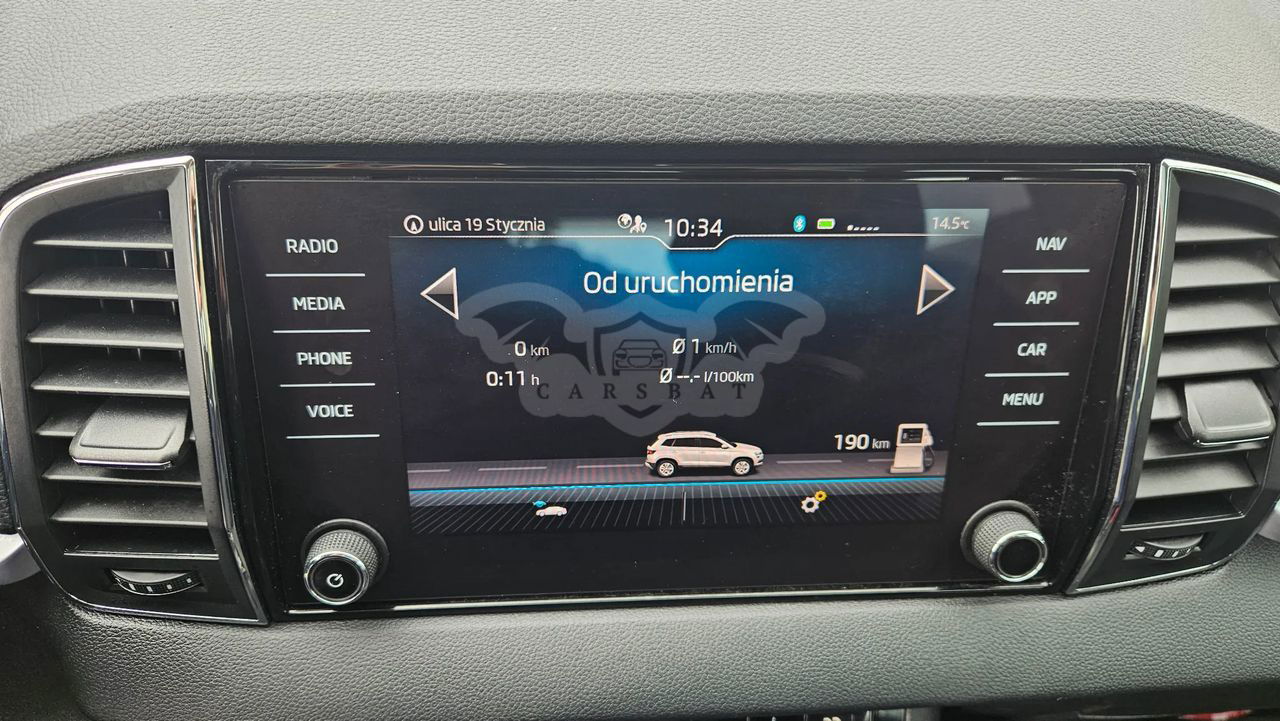 ulica 19 Stycznia 10:34 14.5°C
RADIO
MEDIA
PHONE
VOICE
Od uruchomienia
0 km Ø 1 km/h
0:11 h Ø --.- l/100km
CARSBAT
190 km
NAV
APP
CAR
MENU